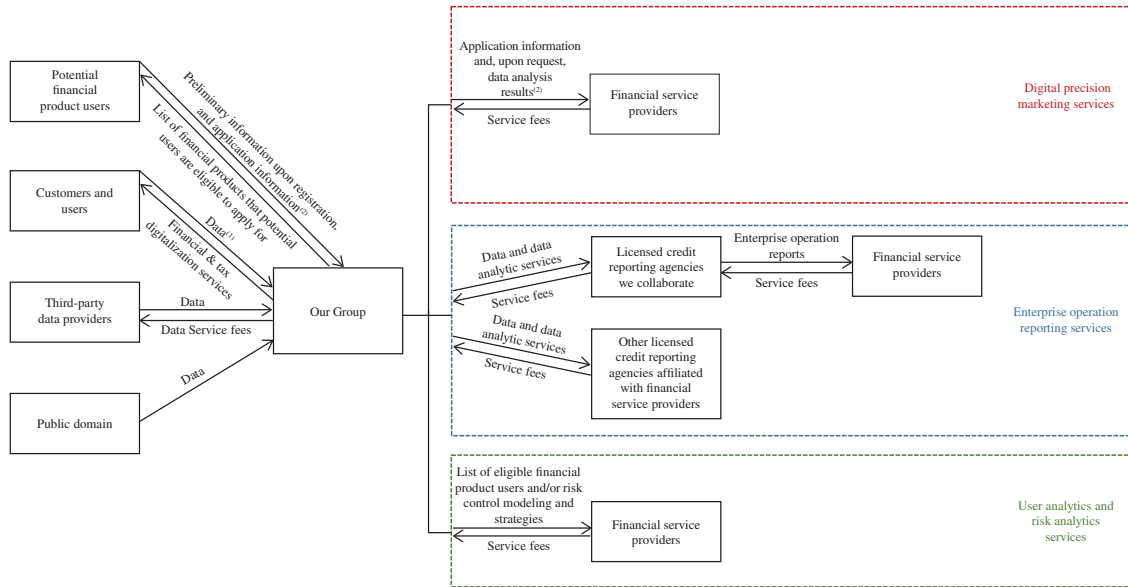 Potential
financial
product users
Customers and
users
Third-party
data providers
Public domain
Preliminary information upon registration,
and application information(2)
List of financial products that potential
users are eligible to apply for
Data(1)
Financial & tax
digitalization services
Data
Data Service fees
Data
Our Group
Application information
and, upon request,
data analysis
results(2)
Service fees
Financial service
providers
Digital precision
marketing services
Data and data
analytic services
Service fees
Licensed credit
reporting agencies
we collaborate
Enterprise operation
reports
Service fees
Financial service
providers
Data and data
analytic services
Service fees
Other licensed
credit reporting
agencies affiliated
with financial
service providers
Enterprise operation
reporting services
List of eligible financial
product users and/or risk
control modeling and
strategies
Service fees
Financial service
providers
User analytics and
risk analytics
services